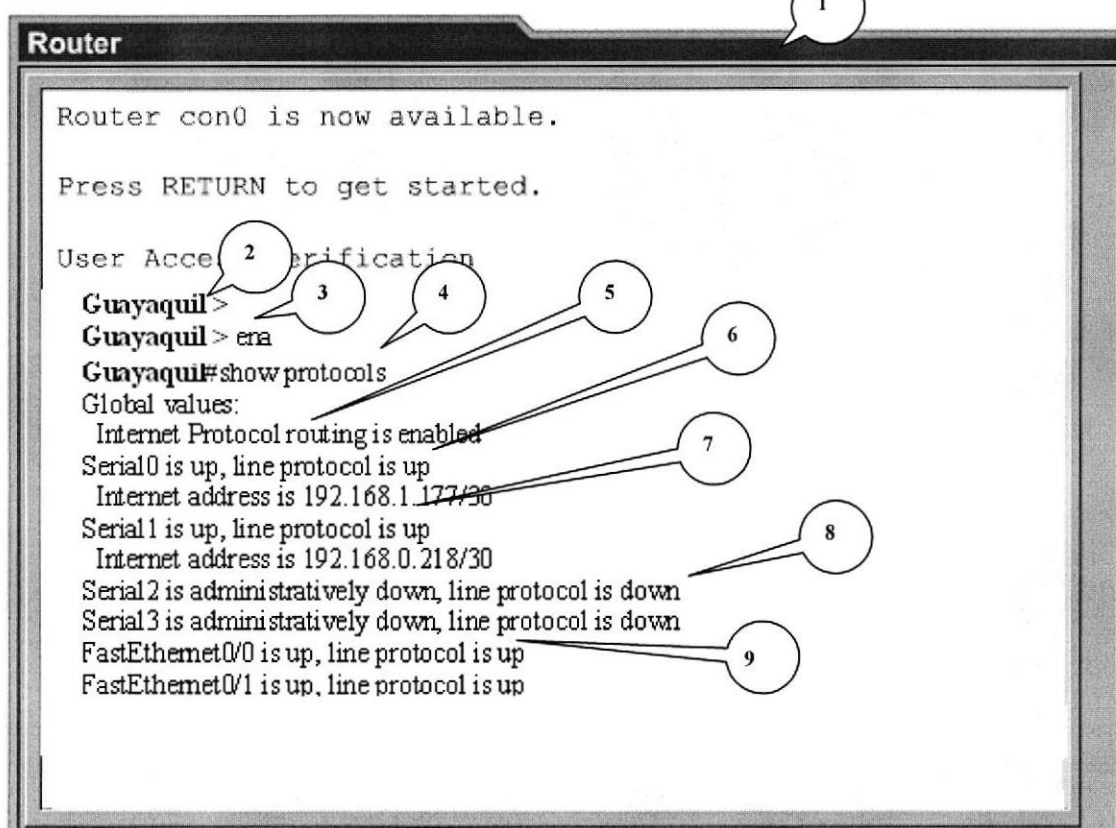 1
Router
Router con0 is now available.
Press RETURN to get started.
User Acce 2 erification
Guayaquil > 3 4 5
Guayaquil > ena 6
Guayaquil#show protocols
Global values:
Internet Protocol routing is enabled
7
Serial0 is up, line protocol is up
Internet address is 192.168.1.177/30
Serial1 is up, line protocol is up
8
Internet address is 192.168.0.218/30
Serial2 is administratively down, line protocol is down
Serial3 is administratively down, line protocol is down
FastEthernet0/0 is up, line protocol is up 9
FastEthernet0/1 is up, line protocol is up